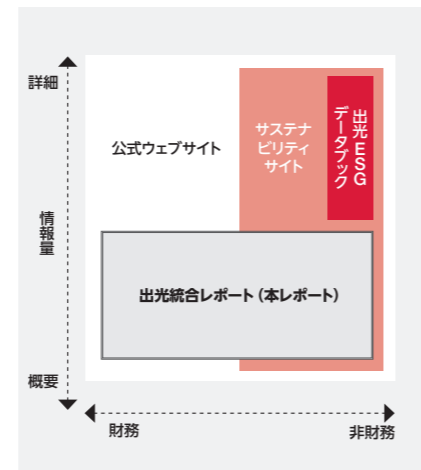 詳細
情報量
概要
公式ウェブサイト
サステナ
ビリティ
サイト
出光ESG
データブック
出光統合レポート（本レポート）
財務
非財務